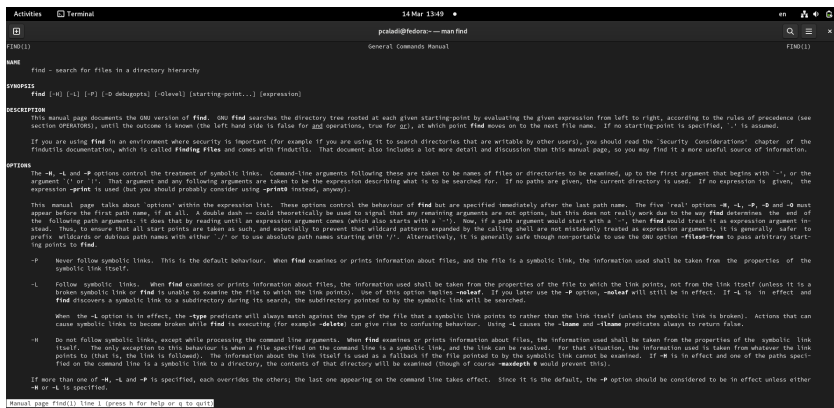 Activities Terminal 14 Mar 13:49 en
pcaladi@fedora:~ — man find
FIND(1) General Commands Manual FIND(1)
NAME
find - search for files in a directory hierarchy
SYNOPSIS
find [-H] [-L] [-P] [-D debugopts] [-Olevel] [starting-point...] [expression]
DESCRIPTION
This manual page documents the GNU version of find. GNU find searches the directory tree rooted at each given starting-point by evaluating the given expression from left to right, according to the rules of precedence (see
section OPERATORS), until the outcome is known (the left hand side is false for and operations, true for or), at which point find moves on to the next file name. If no starting-point is specified, `.' is assumed.
If you are using find in an environment where security is important (for example if you are using it to search directories that are writable by other users), you should read the `Security Considerations' chapter of the
findutils documentation, which is called Finding Files and comes with findutils. That document also includes a lot more detail and discussion than this manual page, so you may find it a more useful source of information.
OPTIONS
The -H, -L and -P options control the treatment of symbolic links. Command-line arguments following these are taken to be names of files or directories to be examined, up to the first argument that begins with `-', or the
argument `(' or `!'. That argument and any following arguments are taken to be the expression describing what is to be searched for. If no paths are given, the current directory is used. If no expression is given, the
expression -print is used (but you should probably consider using -print0 instead, anyway).
This manual page talks about `options' within the expression list. These options control the behaviour of find but are specified immediately after the last path name. The five `real' options -H, -L, -P, -D and -O must
appear before the first path name, if at all. A double dash -- could theoretically be used to signal that any remaining arguments are not options, but this does not really work due to the way find determines the end of
the following path arguments: it does that by reading until an expression argument comes (which also starts with a `-'). Now, if a path argument would start with a `-', then find would treat it as expression argument in‐
stead. Thus, to ensure that all start points are taken as such, and especially to prevent that wildcard patterns expanded by the calling shell are not mistakenly treated as expression arguments, it is generally safer to
prefix wildcards or dubious path names with either `./' or to use absolute path names starting with '/'. Alternatively, it is generally safe though non-portable to use the GNU option -files0-from to pass arbitrary start‐
ing points to find.
-P Never follow symbolic links. This is the default behaviour. When find examines or prints information about files, and the file is a symbolic link, the information used shall be taken from the properties of the
symbolic link itself.
-L Follow symbolic links. When find examines or prints information about files, the information used shall be taken from the properties of the file to which the link points, not from the link itself (unless it is a
broken symbolic link or find is unable to examine the file to which the link points). Use of this option implies -noleaf. If you later use the -P option, -noleaf will still be in effect. If -L is in effect and
find discovers a symbolic link to a subdirectory during its search, the subdirectory pointed to by the symbolic link will be searched.
When the -L option is in effect, the -type predicate will always match against the type of the file that a symbolic link points to rather than the link itself (unless the symbolic link is broken). Actions that can
cause symbolic links to become broken while find is executing (for example -delete) can give rise to confusing behaviour. Using -L causes the -lname and -ilname predicates always to return false.
-H Do not follow symbolic links, except while processing the command line arguments. When find examines or prints information about files, the information used shall be taken from the properties of the symbolic link
itself. The only exception to this behaviour is when a file specified on the command line is a symbolic link, and the link can be resolved. For that situation, the information used is taken from whatever the link
points to (that is, the link is followed). The information about the link itself is used as a fallback if the file pointed to by the symbolic link cannot be examined. If -H is in effect and one of the paths speci‐
fied on the command line is a symbolic link to a directory, the contents of that directory will be examined (though of course -maxdepth 0 would prevent this).
If more than one of -H, -L and -P is specified, each overrides the others; the last one appearing on the command line takes effect. Since it is the default, the -P option should be considered to be in effect unless either
-H or -L is specified.
Manual page find(1) line 1 (press h for help or q to quit)